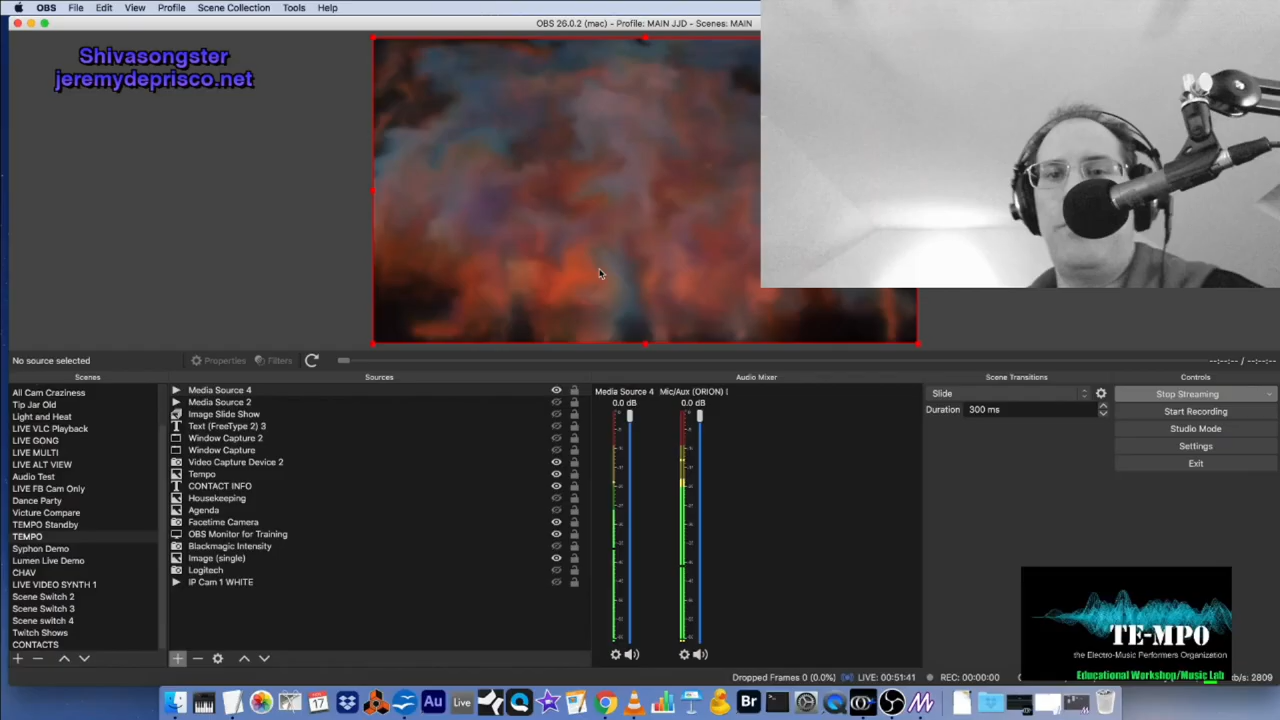 OBS File Edit View Profile Scene Collection Tools Help
OBS 26.0.2 (mac) - Profile: MAIN JJD - Scenes: MAIN
Shivasongster
jeremydeprisco.net
No source selected
Properties
Filters
--:--:-- / --:--:--
Scenes
All Cam Craziness
Tip Jar Old
Light and Heat
LIVE VLC Playback
LIVE GONG
LIVE MULTI
LIVE ALT VIEW
Audio Test
LIVE FB Cam Only
Dance Party
Victure Compare
TEMPO Standby
TEMPO
Syphon Demo
Lumen Live Demo
CHAV
LIVE VIDEO SYNTH 1
Scene Switch 2
Scene Switch 3
Scene switch 4
Twitch Shows
CONTACTS
Sources
Media Source 4
Media Source 2
Image Slide Show
Text (FreeType 2) 3
Window Capture 2
Window Capture
Video Capture Device 2
Tempo
CONTACT INFO
Housekeeping
Agenda
Facetime Camera
OBS Monitor for Training
Blackmagic Intensity
Image (single)
Logitech
IP Cam 1 WHITE
Audio Mixer
Media Source 4 Mic/Aux (ORION)
0.0 dB 0.0 dB
Scene Transitions
Slide
Duration 300 ms
Controls
Stop Streaming
Start Recording
Studio Mode
Settings
Exit
TE-MPO
the Electro-Music Performers Organization
Educational Workshop/Music Lab
Dropped Frames 0 (0.0%) LIVE: 00:51:41 REC: 00:00:00 b/s: 2809
17
Au
Live
Br